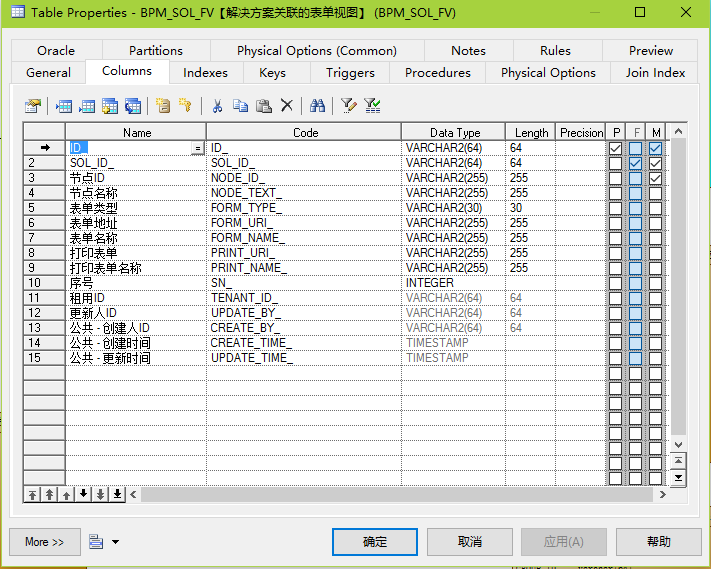 Table Properties - BPM_SOL_FV【解决方案关联的表单视图】 (BPM_SOL_FV)
Oracle Partitions Physical Options (Common) Notes Rules Preview
General Columns Indexes Keys Triggers Procedures Physical Options Join Index
Name Code Data Type Length Precision P F M
ID_ = ID_ VARCHAR2(64) 64
2 SOL_ID_ SOL_ID_ VARCHAR2(64) 64
3 节点ID NODE_ID_ VARCHAR2(255) 255
4 节点名称 NODE_TEXT_ VARCHAR2(255) 255
5 表单类型 FORM_TYPE_ VARCHAR2(30) 30
6 表单地址 FORM_URI_ VARCHAR2(255) 255
7 表单名称 FORM_NAME_ VARCHAR2(255) 255
8 打印表单 PRINT_URI_ VARCHAR2(255) 255
9 打印表单名称 PRINT_NAME_ VARCHAR2(255) 255
10 序号 SN_ INTEGER
11 租用ID TENANT_ID_ VARCHAR2(64) 64
12 更新人ID UPDATE_BY_ VARCHAR2(64) 64
13 公共 - 创建人ID CREATE_BY_ VARCHAR2(64) 64
14 公共 - 创建时间 CREATE_TIME_ TIMESTAMP
15 公共 - 更新时间 UPDATE_TIME_ TIMESTAMP
More >> 确定 取消 应用(A) 帮助